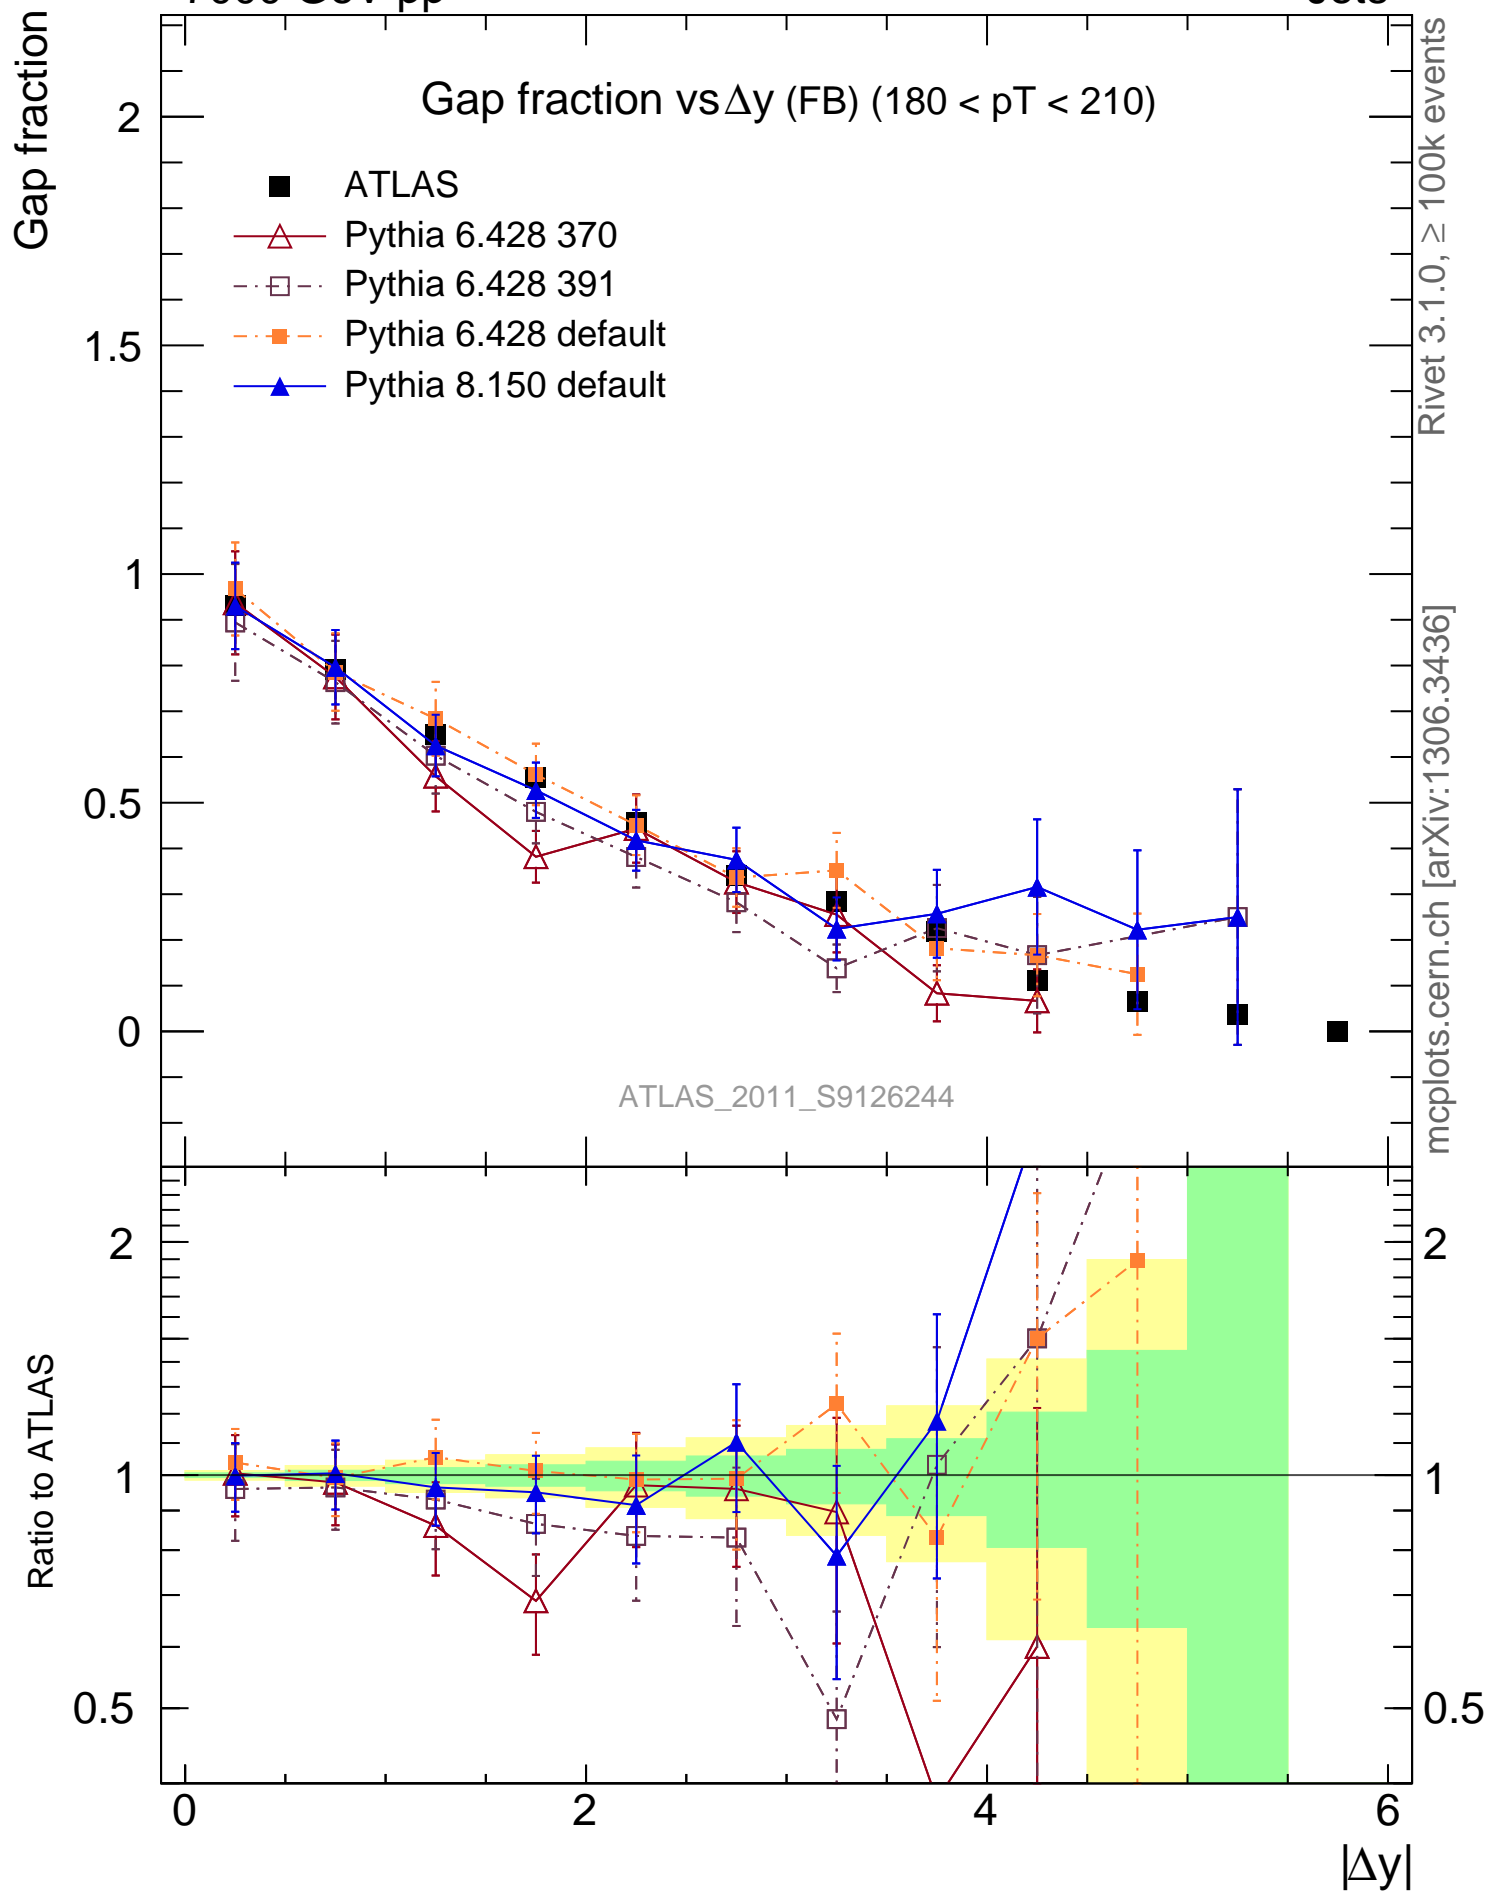 Gap fraction
Gap fraction vs Δy (FB) (180 < pT < 210)
ATLAS
Pythia 6.428 370
Pythia 6.428 391
Pythia 6.428 default
Pythia 8.150 default
2
1.5
1
0.5
0
ATLAS_2011_S9126244
Rivet 3.1.0, ≥ 100k events
mcplots.cern.ch [arXiv:1306.3436]
Ratio to ATLAS
2
1
0.5
2
1
0.5
0
2
4
6
|Δy|